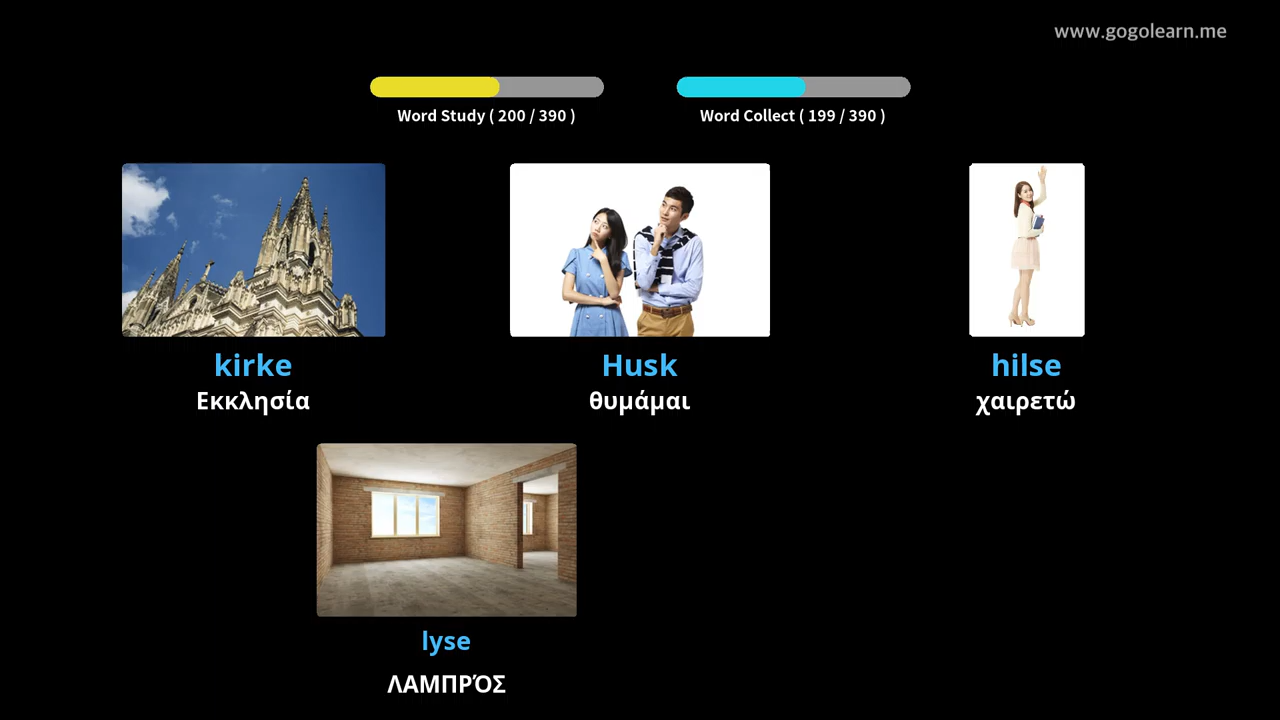 www.gogolearn.me
Word Study ( 200 / 390 )
Word Collect ( 199 / 390 )
kirke
Εκκλησία
Husk
θυμάμαι
hilse
χαιρετώ
lyse
ΛΑΜΠΡΌΣ